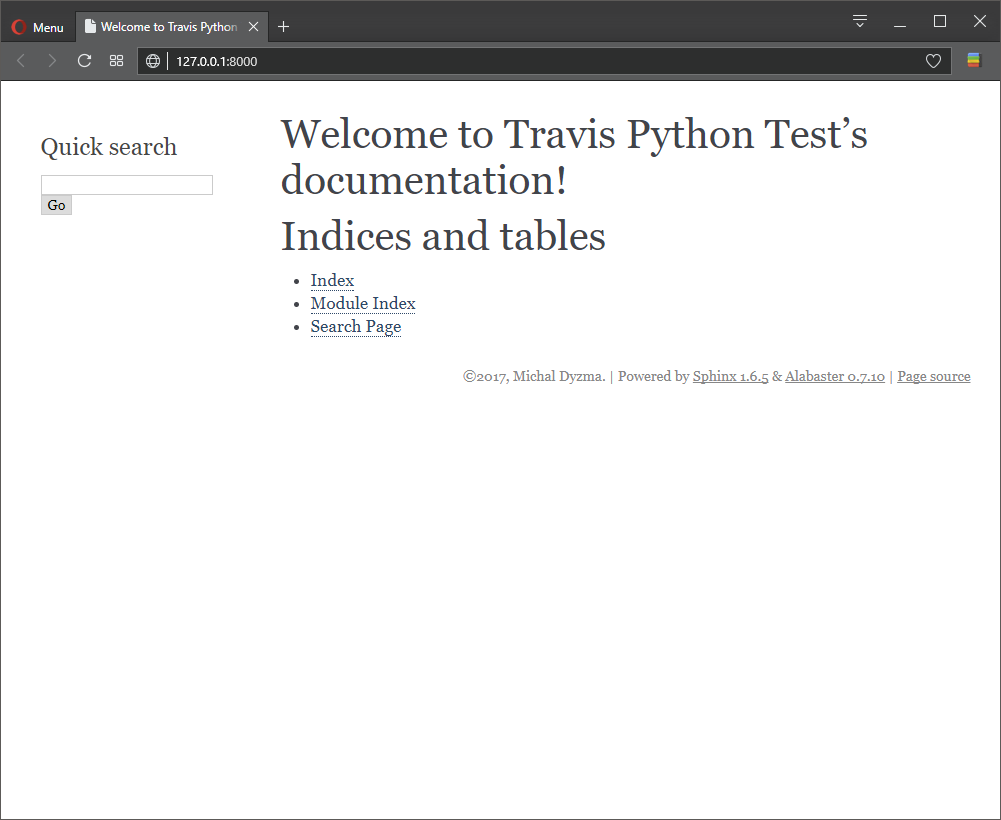 Menu
Welcome to Travis Python
127.0.0.1:8000
Quick search
Go
Welcome to Travis Python Test’s
documentation!
Indices and tables
Index
Module Index
Search Page
©2017, Michal Dyzma. | Powered by Sphinx 1.6.5 & Alabaster 0.7.10 | Page source